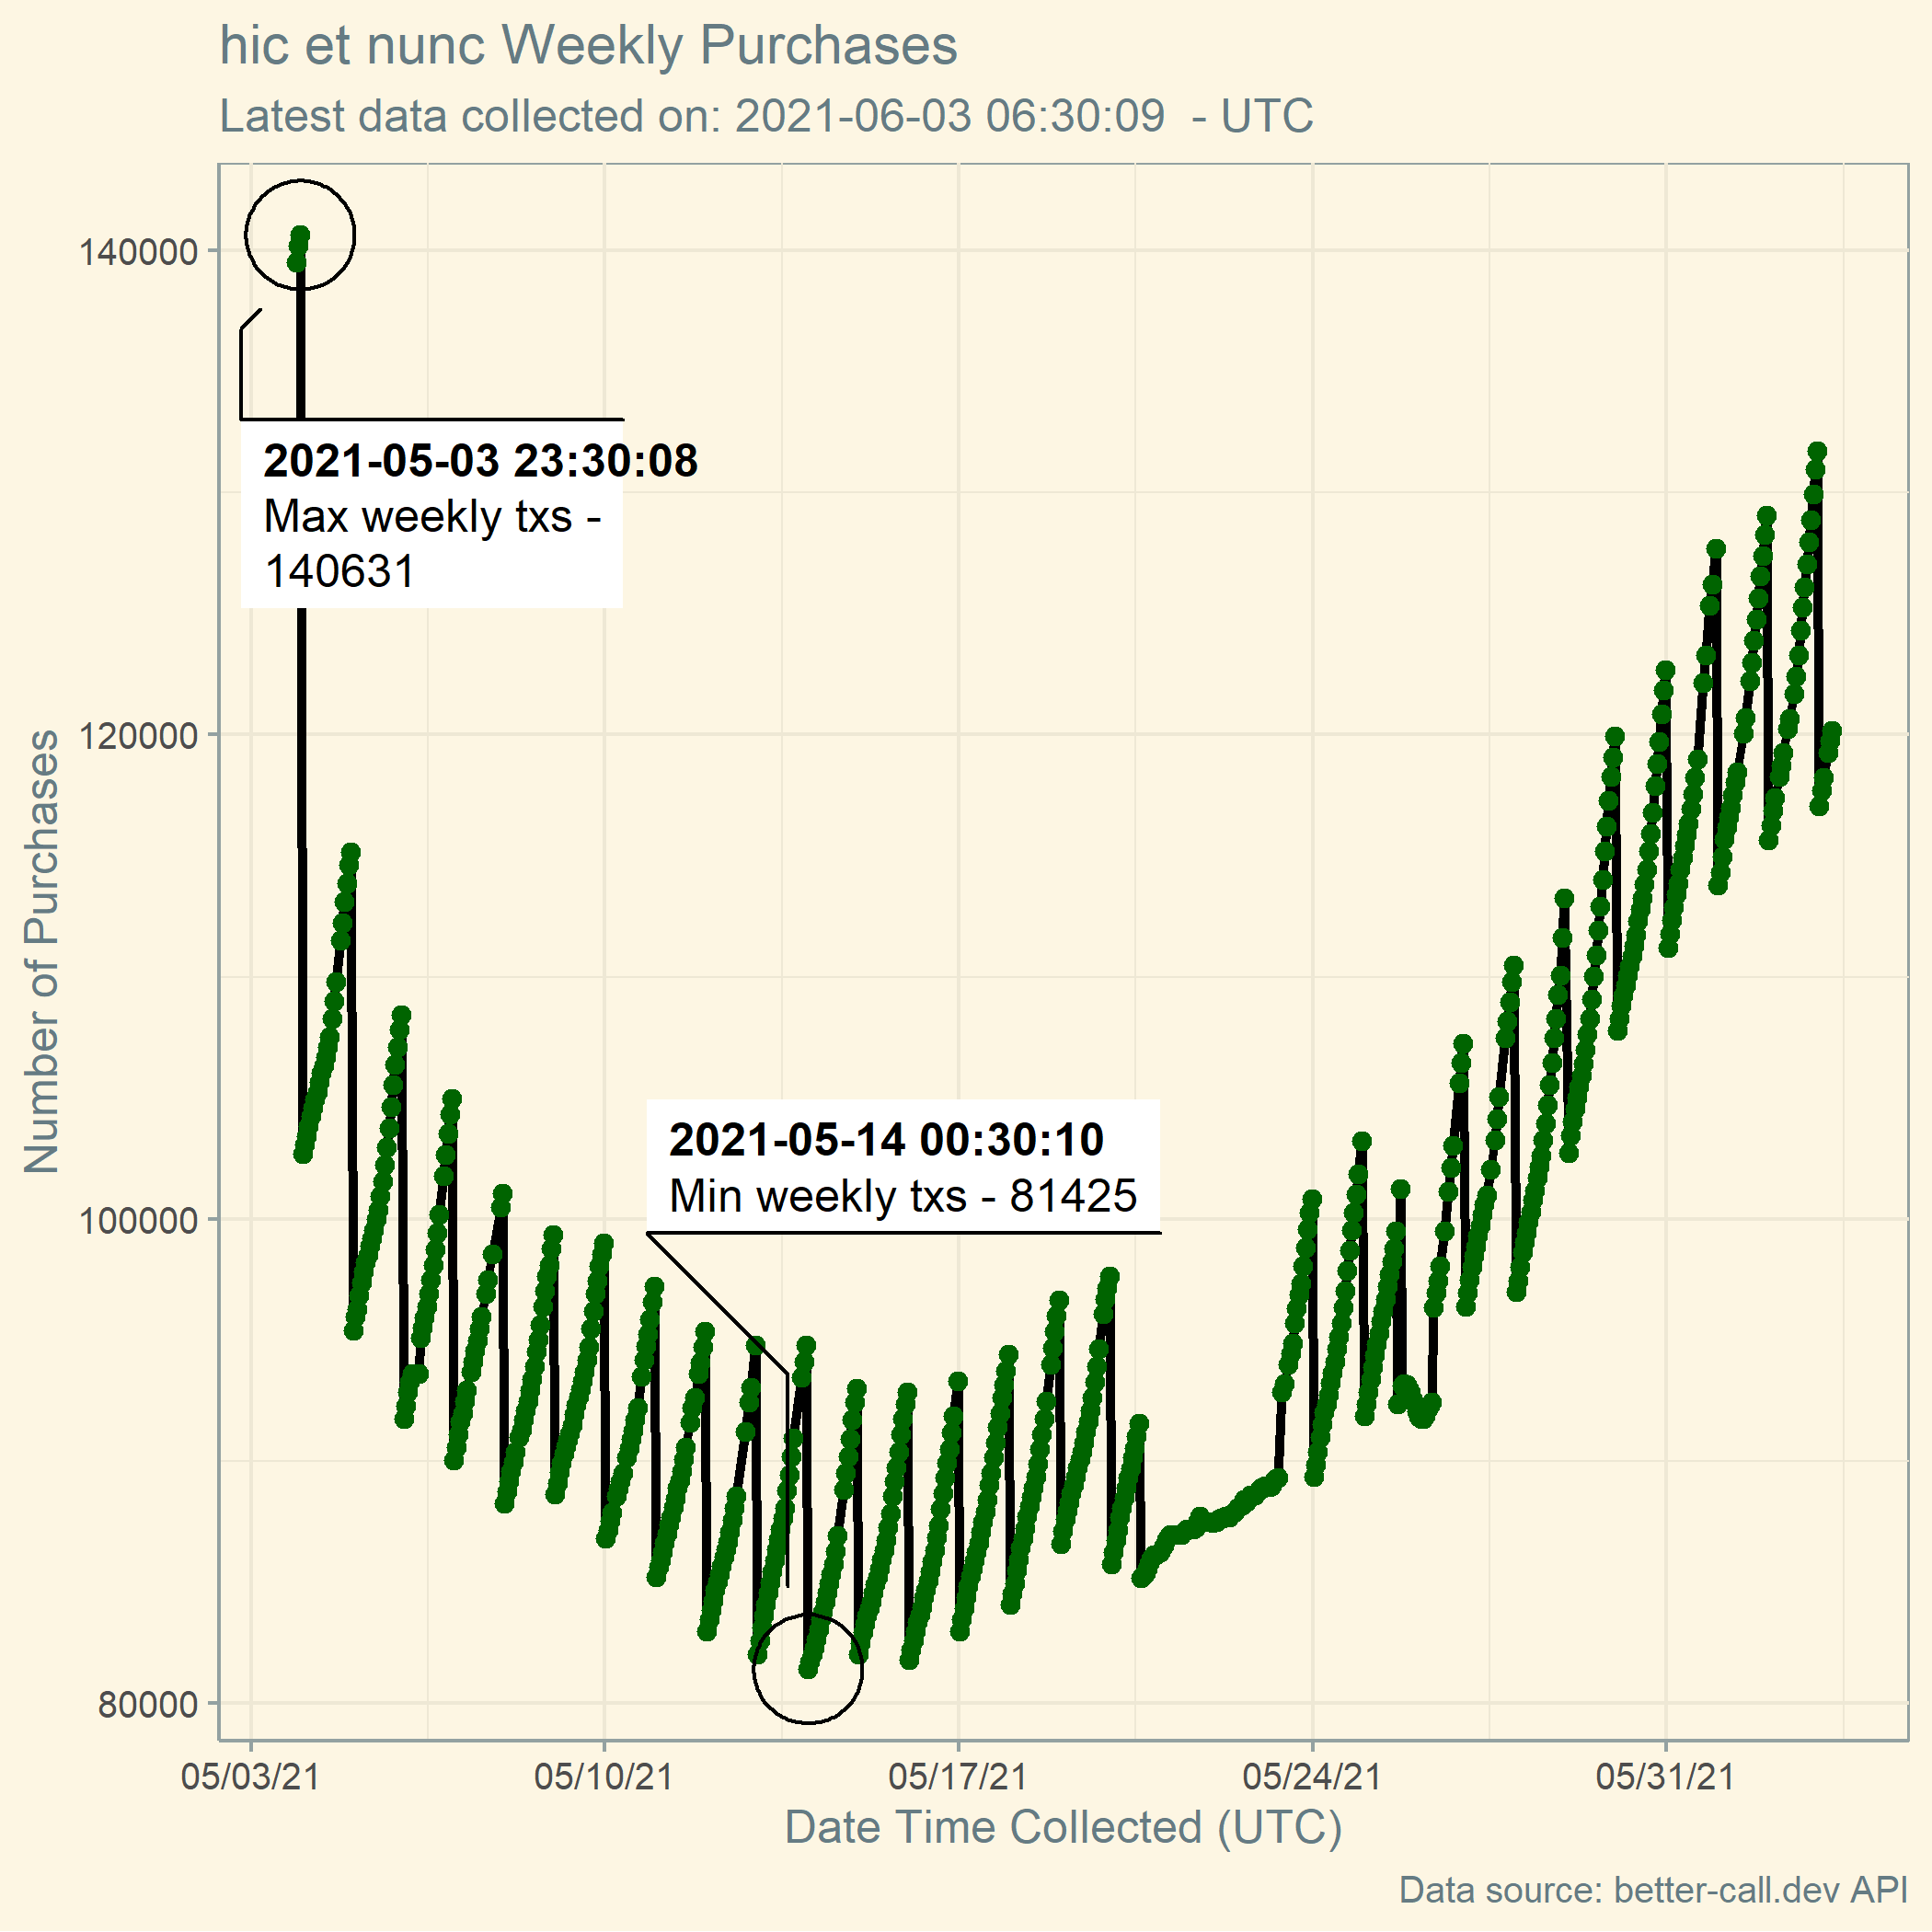 hic et nunc Weekly Purchases
Latest data collected on: 2021-06-03 06:30:09  - UTC
140000
120000
100000
80000
Number of Purchases
2021-05-03 23:30:08
Max weekly txs -
140631
2021-05-14 00:30:10
Min weekly txs - 81425
05/03/21
05/10/21
05/17/21
05/24/21
05/31/21
Date Time Collected (UTC)
Data source: better-call.dev API